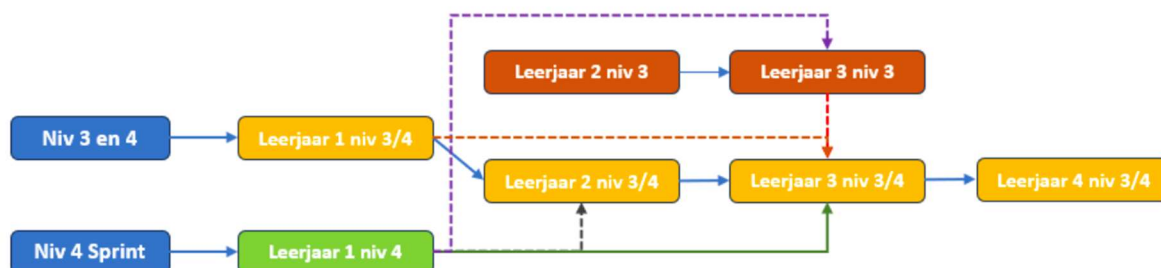 Leerjaar 2 niv 3
Leerjaar 3 niv 3
Niv 3 en 4
Leerjaar 1 niv 3/4
Leerjaar 2 niv 3/4
Leerjaar 3 niv 3/4
Leerjaar 4 niv 3/4
Niv 4 Sprint
Leerjaar 1 niv 4